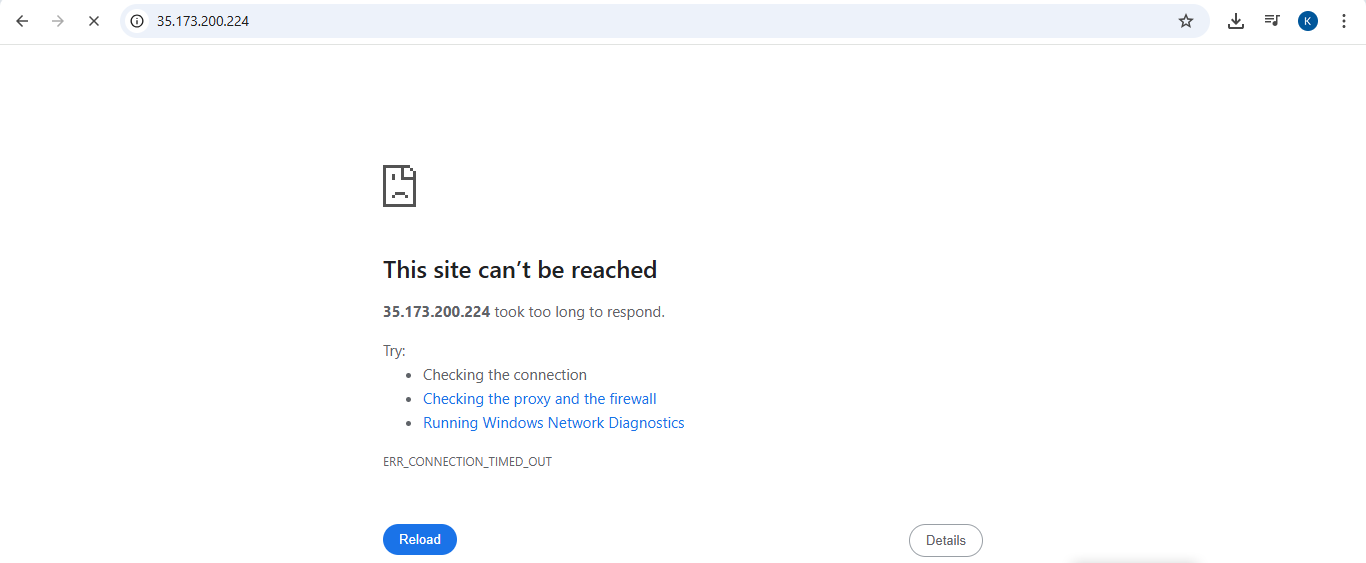 35.173.200.224
K
This site can’t be reached
35.173.200.224 took too long to respond.
Try:
• Checking the connection
• Checking the proxy and the firewall
• Running Windows Network Diagnostics
ERR_CONNECTION_TIMED_OUT
Reload
Details